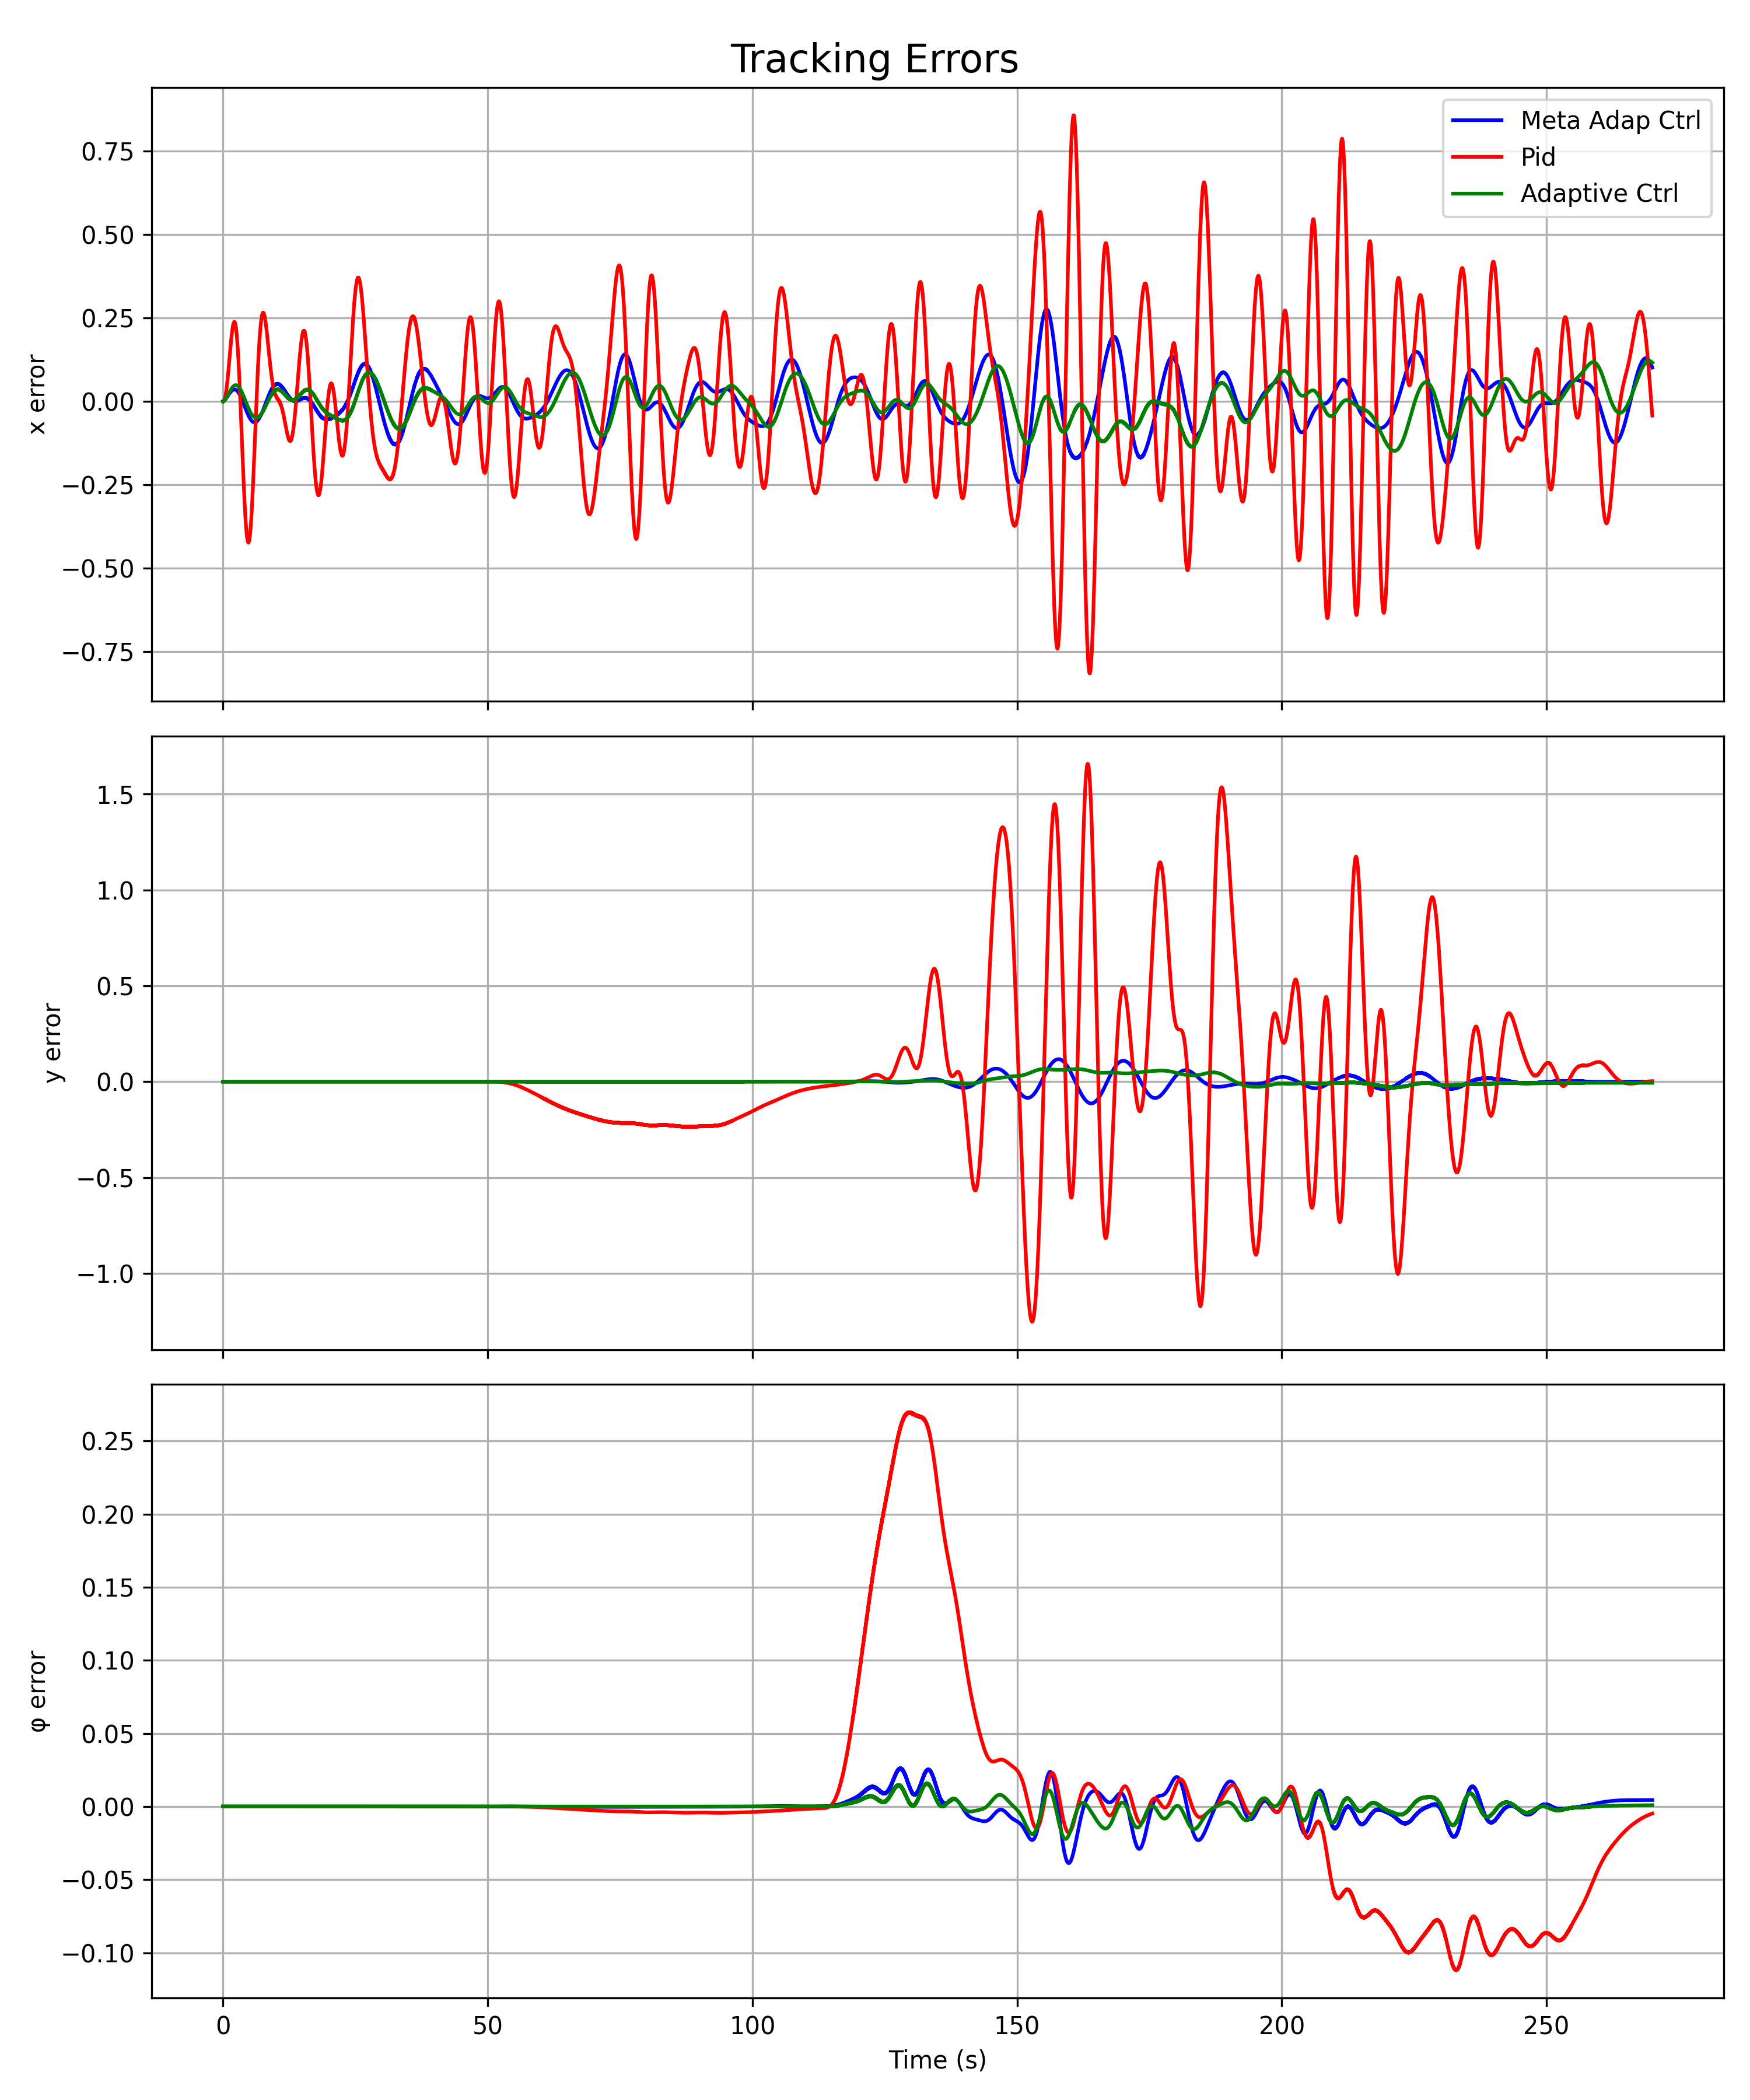 Tracking Errors
Meta Adap Ctrl
Pid
Adaptive Ctrl
0.75
0.50
0.25
0.00
−0.25
−0.50
−0.75
x error
1.5
1.0
0.5
0.0
−0.5
−1.0
y error
0.25
0.20
0.15
0.10
0.05
0.00
−0.05
−0.10
φ error
0 50 100 150 200 250
Time (s)